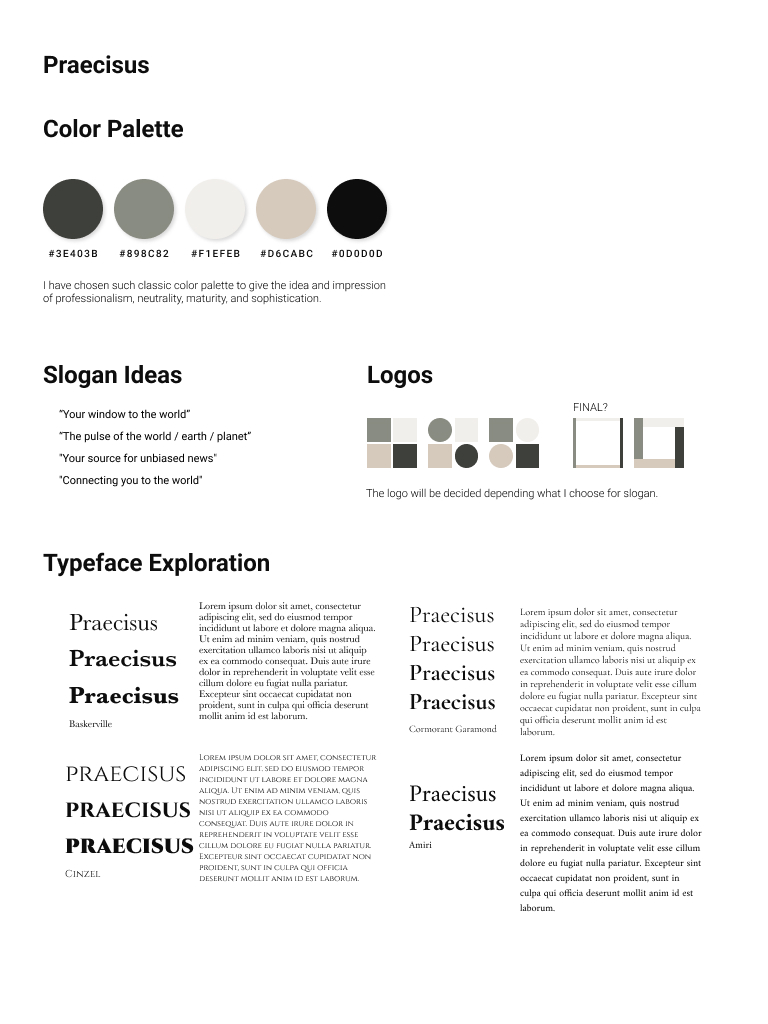 Praecisus
Color Palette
#3E403B
#898C82
#F1EFEB
#D6CABC
#0D0D0D
I have chosen such classic color palette to give the idea and impression
of professionalism, neutrality, maturity, and sophistication.
Slogan Ideas
“Your window to the world”
“The pulse of the world / earth / planet”
"Your source for unbiased news"
"Connecting you to the world"
Logos
FINAL?
The logo will be decided depending what I choose for slogan.
Typeface Exploration
Praecisus
Praecisus
Praecisus
Baskerville
Lorem ipsum dolor sit amet, consectetur
adipiscing elit, sed do eiusmod tempor
incididunt ut labore et dolore magna aliqua.
Ut enim ad minim veniam, quis nostrud
exercitation ullamco laboris nisi ut aliquip
ex ea commodo consequat. Duis aute irure
dolor in reprehenderit in voluptate velit esse
cillum dolore eu fugiat nulla pariatur.
Excepteur sint occaecat cupidatat non
proident, sunt in culpa qui officia deserunt
mollit anim id est laborum.
Praecisus
Praecisus
Praecisus
Praecisus
Cormorant Garamond
Lorem ipsum dolor sit amet, consectetur
adipiscing elit, sed do eiusmod tempor
incididunt ut labore et dolore magna aliqua.
Ut enim ad minim veniam, quis nostrud
exercitation ullamco laboris nisi ut aliquip ex
ea commodo consequat. Duis aute irure dolor
in reprehenderit in voluptate velit esse cillum
dolore eu fugiat nulla pariatur. Excepteur sint
occaecat cupidatat non proident, sunt in culpa
qui officia deserunt mollit anim id est
laborum.
PRAECISUS
PRAECISUS
PRAECISUS
CINZEL
LOREM IPSUM DOLOR SIT AMET, CONSECTETUR
ADIPISCING ELIT, SED DO EIUSMOD TEMPOR
INCIDIDUNT UT LABORE ET DOLORE MAGNA
ALIQUA. UT ENIM AD MINIM VENIAM, QUIS
NOSTRUD EXERCITATION ULLAMCO LABORIS
NISI UT ALIQUIP EX EA COMMODO
CONSEQUAT. DUIS AUTE IRURE DOLOR IN
REPREHENDERIT IN VOLUPTATE VELIT ESSE
CILLUM DOLORE EU FUGIAT NULLA PARIATUR.
EXCEPTEUR SINT OCCAECAT CUPIDATAT NON
PROIDENT, SUNT IN CULPA QUI OFFICIA
DESERUNT MOLLIT ANIM ID EST LABORUM.
Praecisus
Praecisus
Amiri
Lorem ipsum dolor sit amet, consectetur
adipiscing elit, sed do eiusmod tempor
incididunt ut labore et dolore magna aliqua.
Ut enim ad minim veniam, quis nostrud
exercitation ullamco laboris nisi ut aliquip ex
ea commodo consequat. Duis aute irure dolor
in reprehenderit in voluptate velit esse cillum
dolore eu fugiat nulla pariatur. Excepteur sint
occaecat cupidatat non proident, sunt in
culpa qui officia deserunt mollit anim id est
laborum.